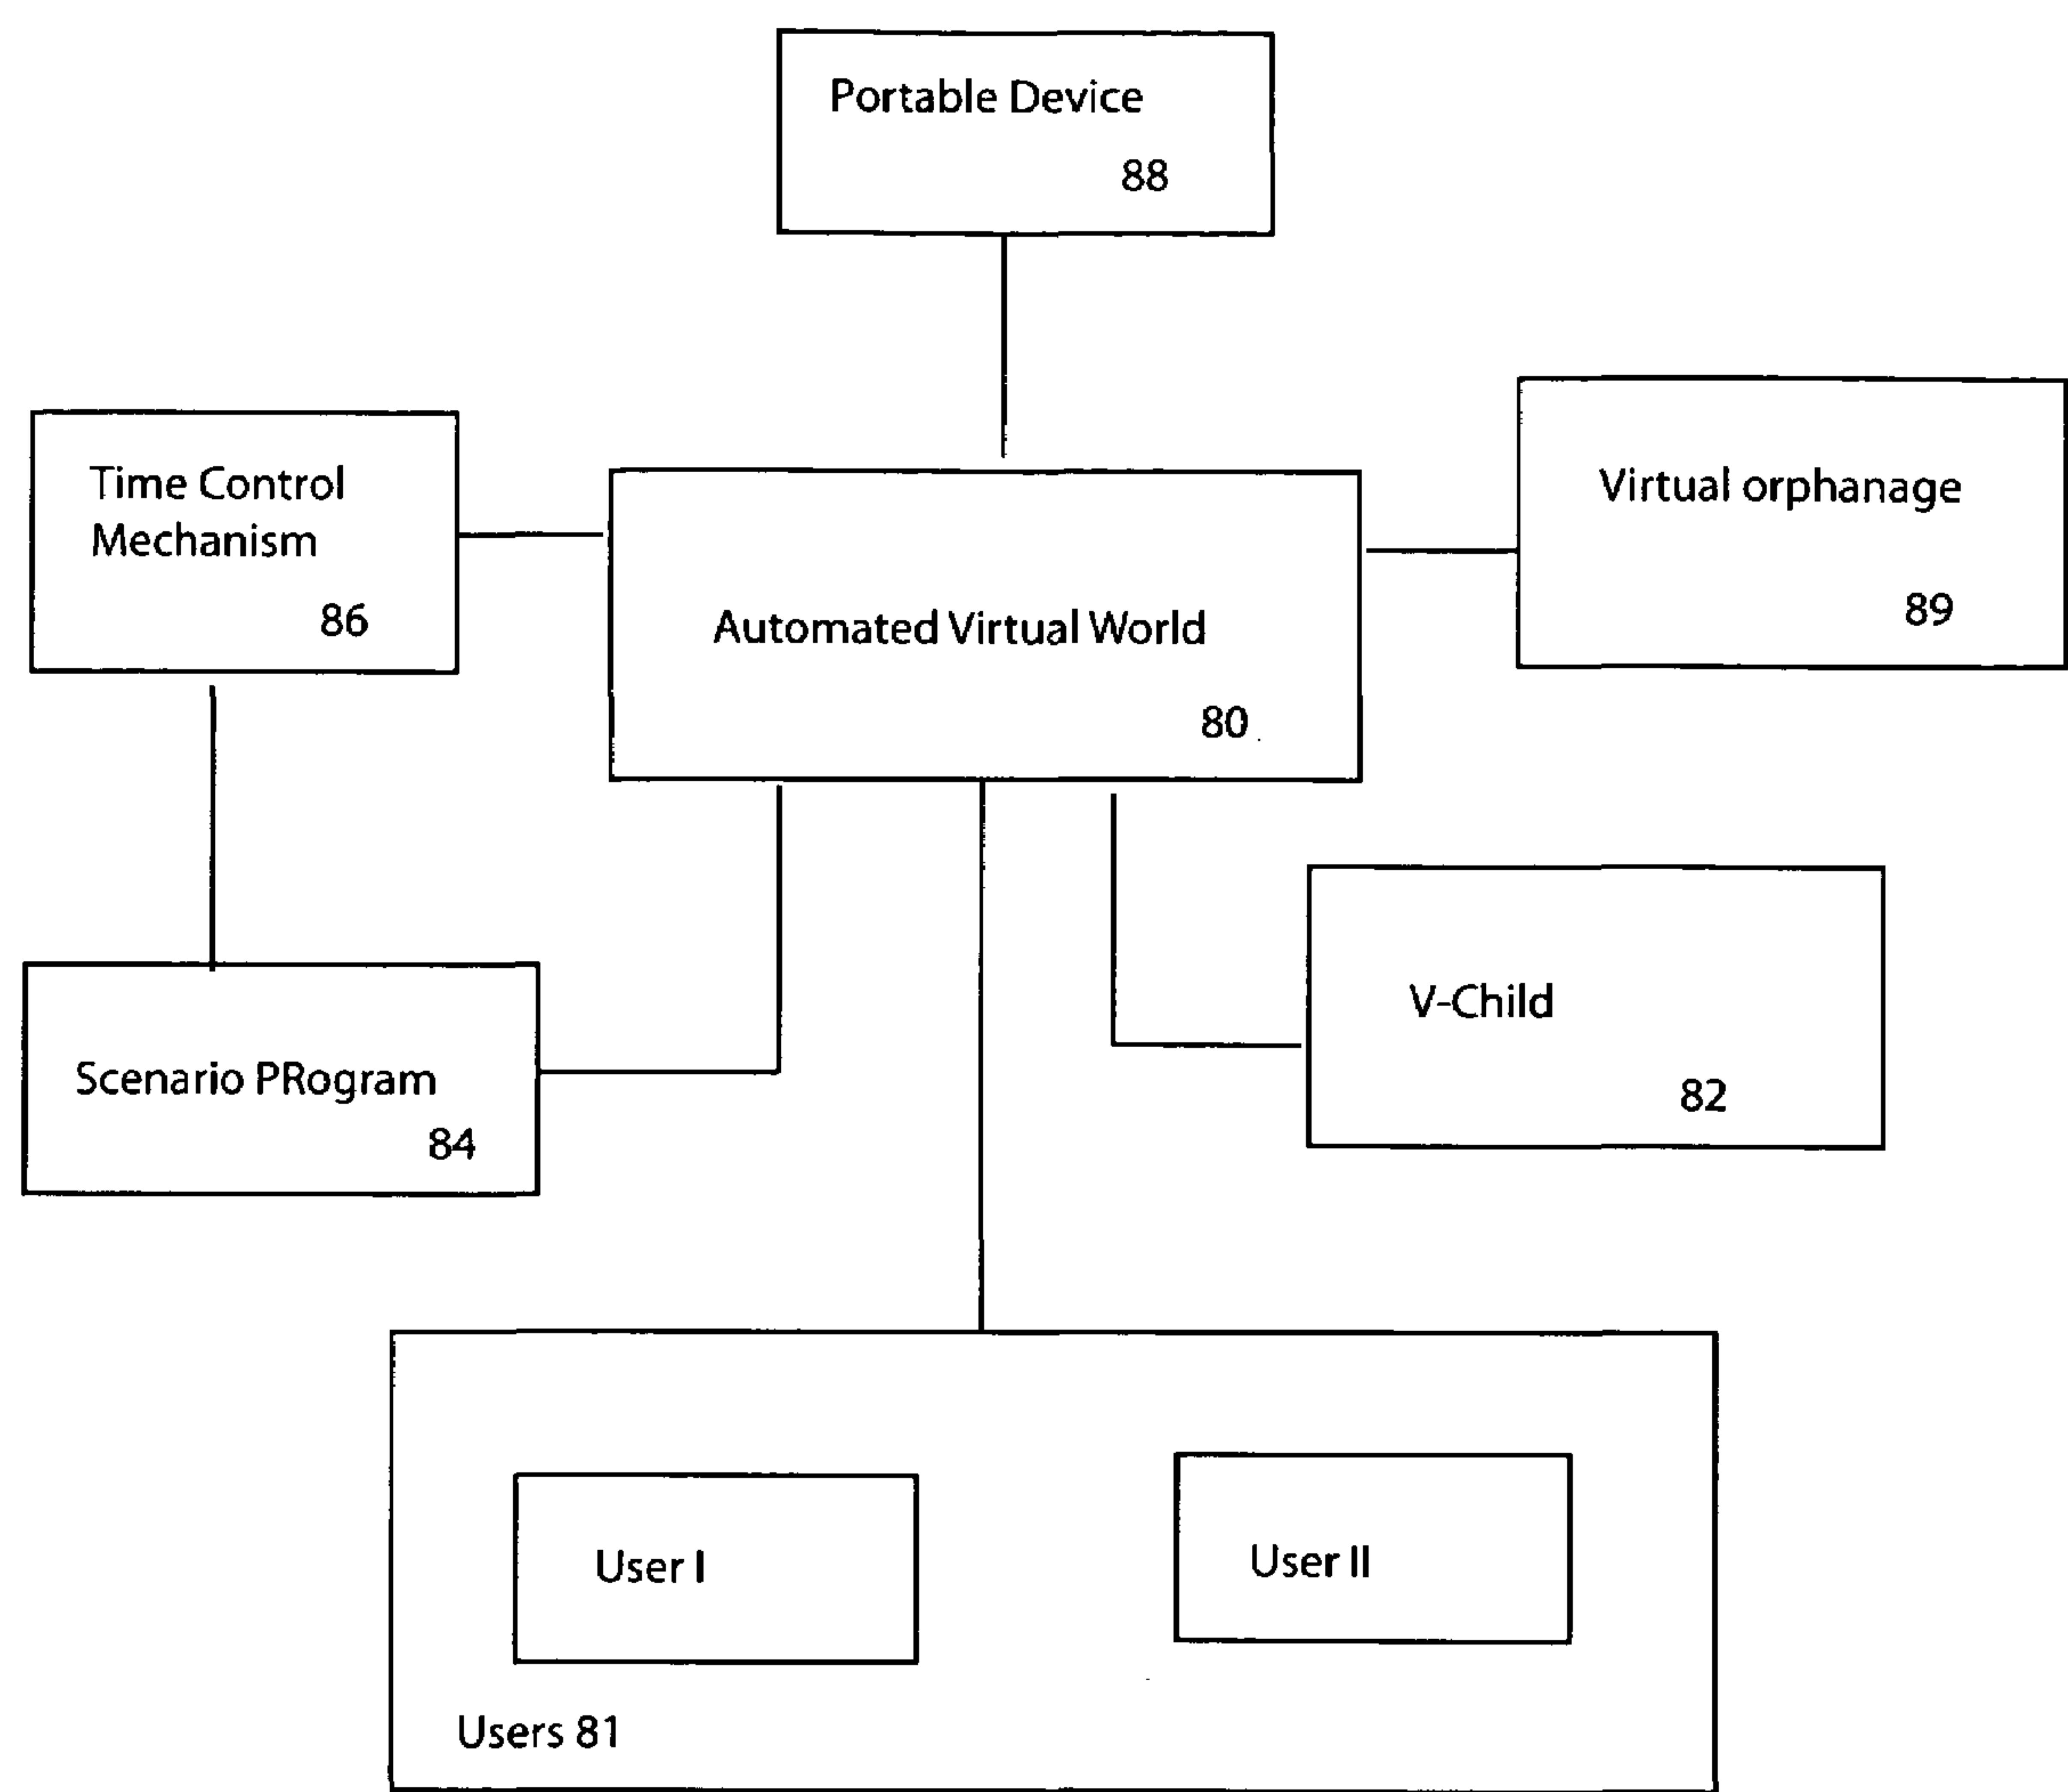 Portable Device
88
Time Control
Mechanism
86
Automated Virtual World
80
Virtual orphanage
89
Scenario PRogram
84
V-Child
82
User I
User II
Users 81